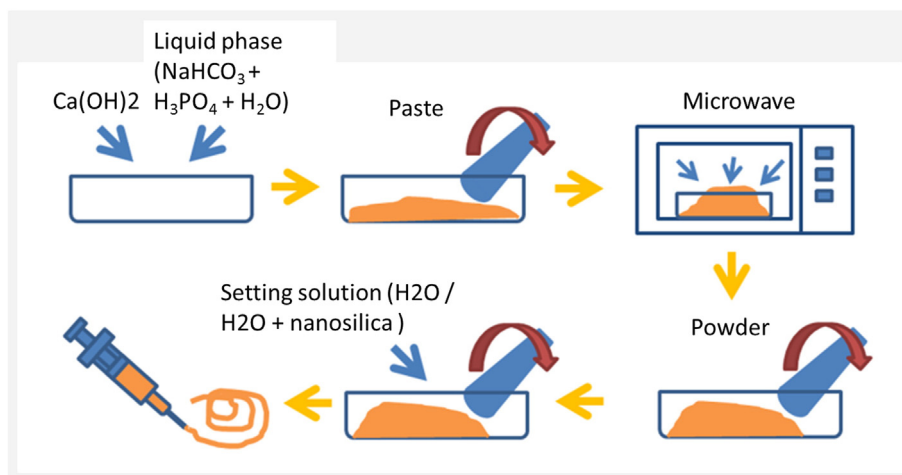 Liquid phase
(NaHCO₃ +
Ca(OH)2 H₃PO₄ + H₂O)
Paste
Microwave
Setting solution (H2O /
H2O + nanosilica )
Powder